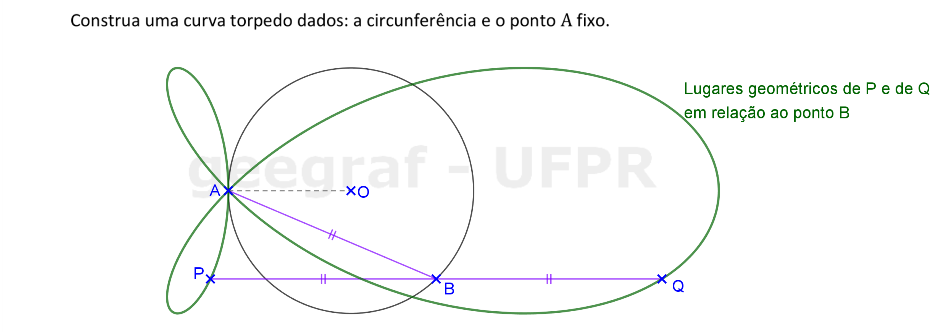 Construa uma curva torpedo dados: a circunferência e o ponto A fixo.
Lugares geométricos de P e de Q
em relação ao ponto B
geegraf - UFPR
A
O
P
B
Q